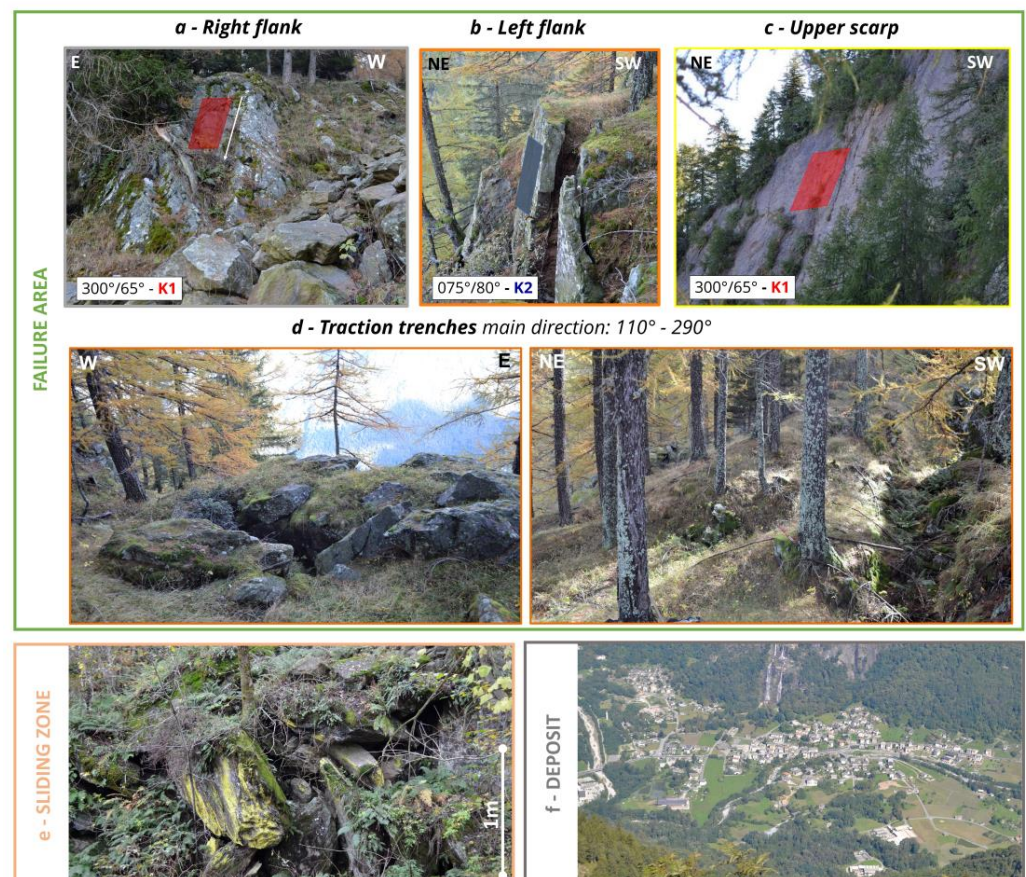 a - Right flank
b - Left flank
c - Upper scarp
E
W
NE
SW
NE
SW
300°/65° - K1
075°/80° - K2
300°/65° - K1
FAILURE AREA
d - Traction trenches main direction: 110° - 290°
W
E
NE
SW
e - SLIDING ZONE
1m
f - DEPOSIT